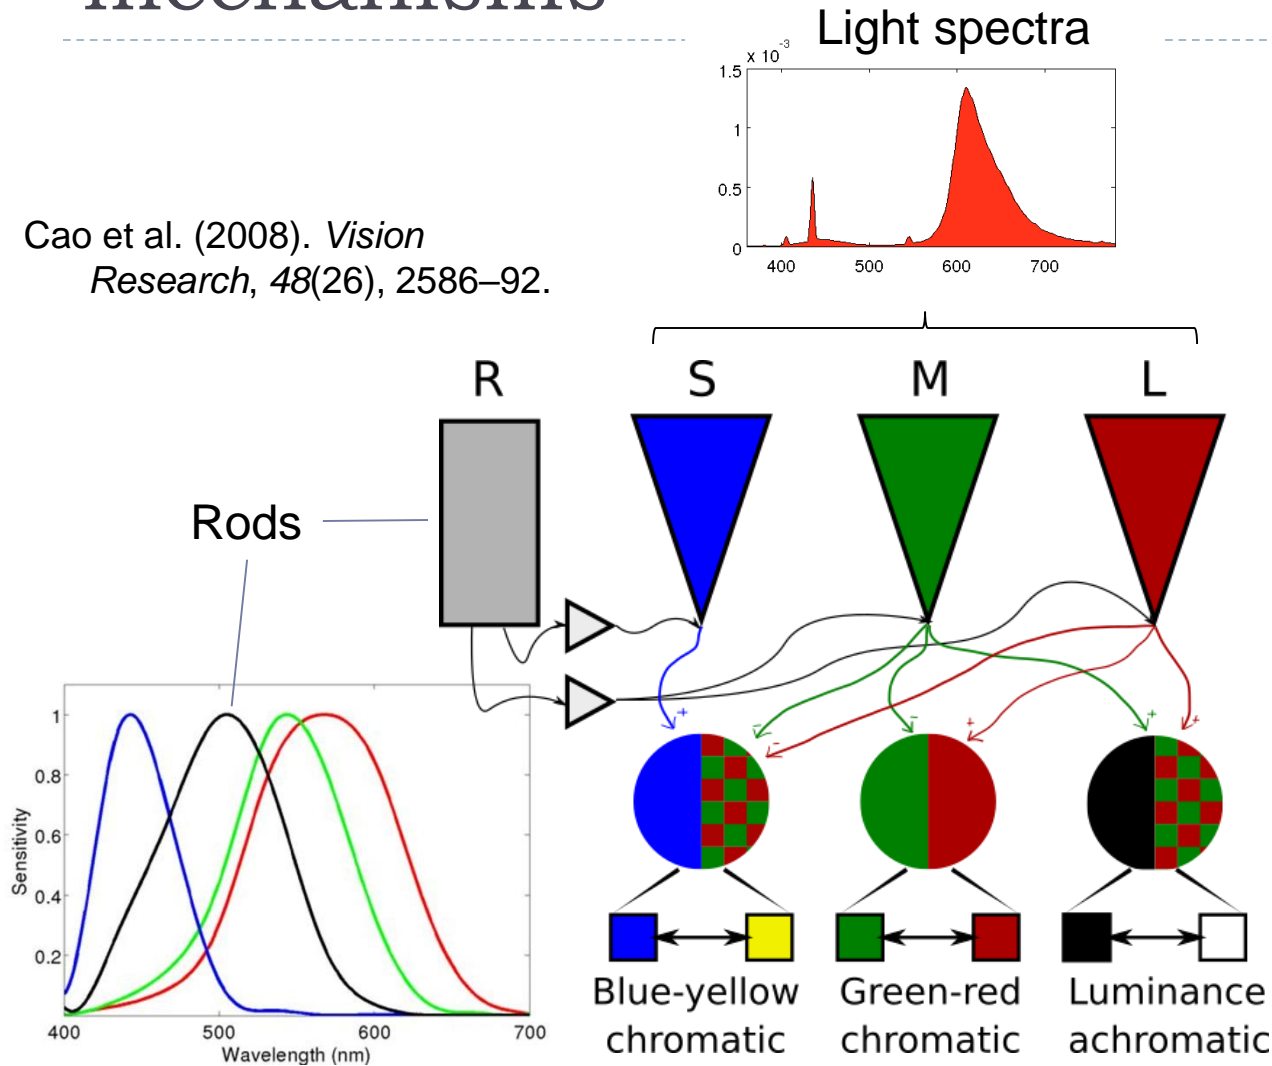 mechanisms
Light spectra
x 10-3
1.5
1
0.5
0
400 500 600 700
Cao et al. (2008). Vision
Research, 48(26), 2586–92.
R S M L
Rods
+ - - - + + +
1
0.8
0.6
0.4
0.2
400 500 600 700
Sensitivity
Wavelength (nm)
Blue-yellow
chromatic
Green-red
chromatic
Luminance
achromatic